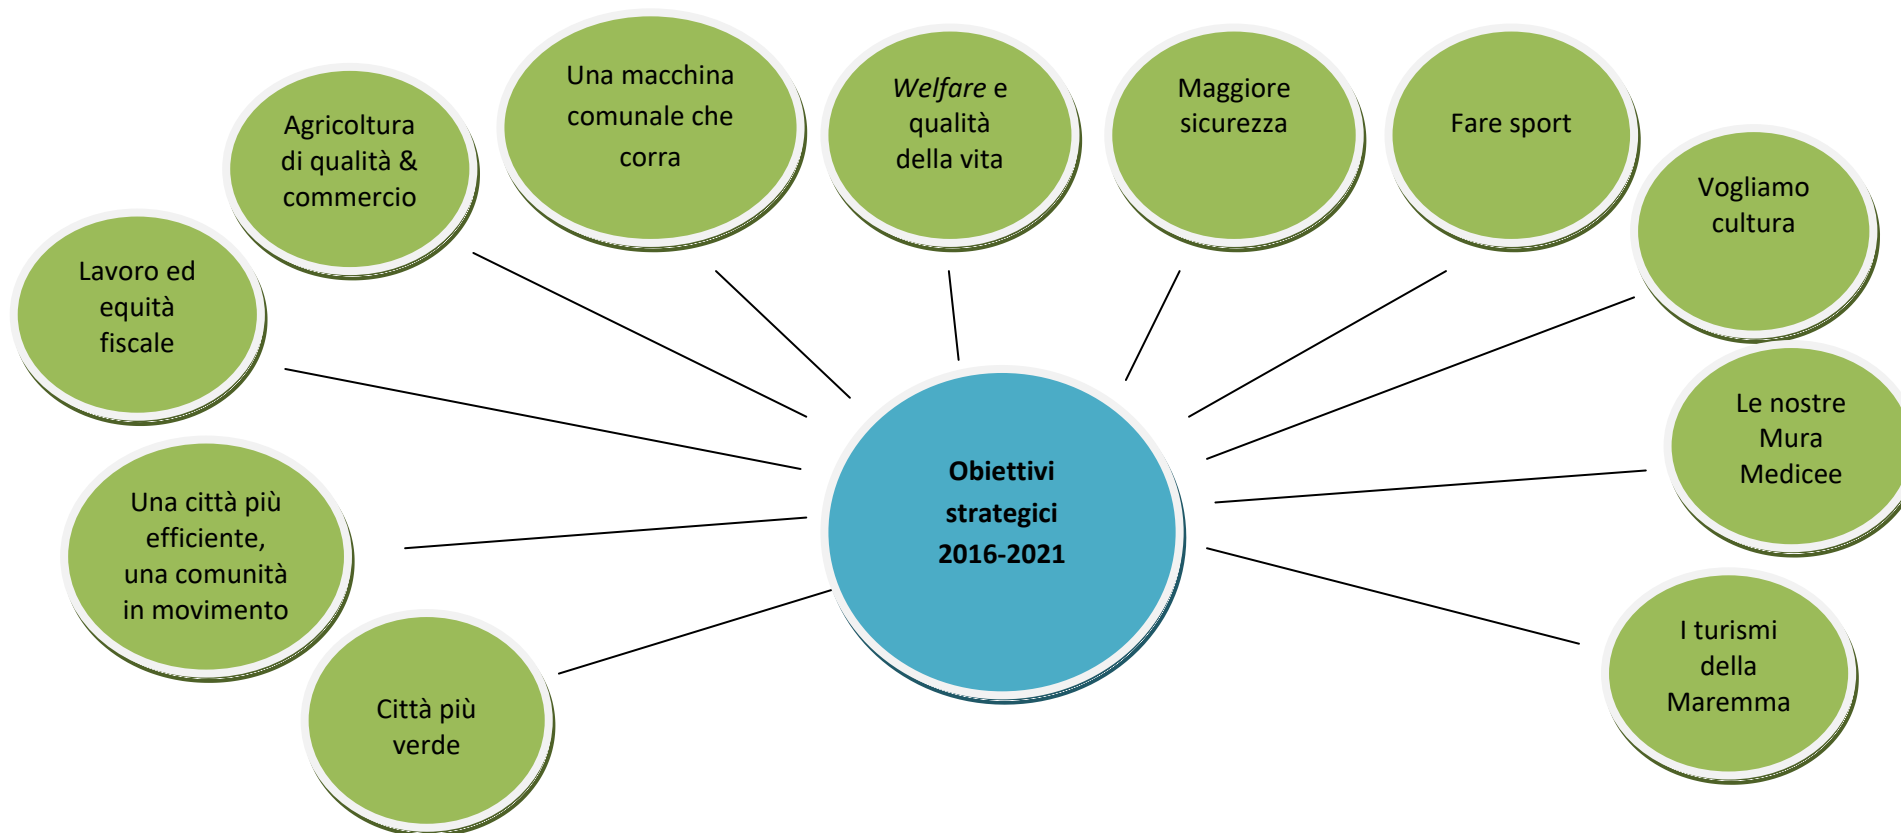 Città più
verde
Una città più
efficiente,
una comunità
in movimento
Lavoro ed
equità
fiscale
Agricoltura
di qualità &
commercio
Una macchina
comunale che
corra
Welfare e
qualità
della vita
Maggiore
sicurezza
Fare sport
Vogliamo
cultura
Le nostre
Mura
Medicee
I turismi
della
Maremma
Obiettivi
strategici
2016-2021